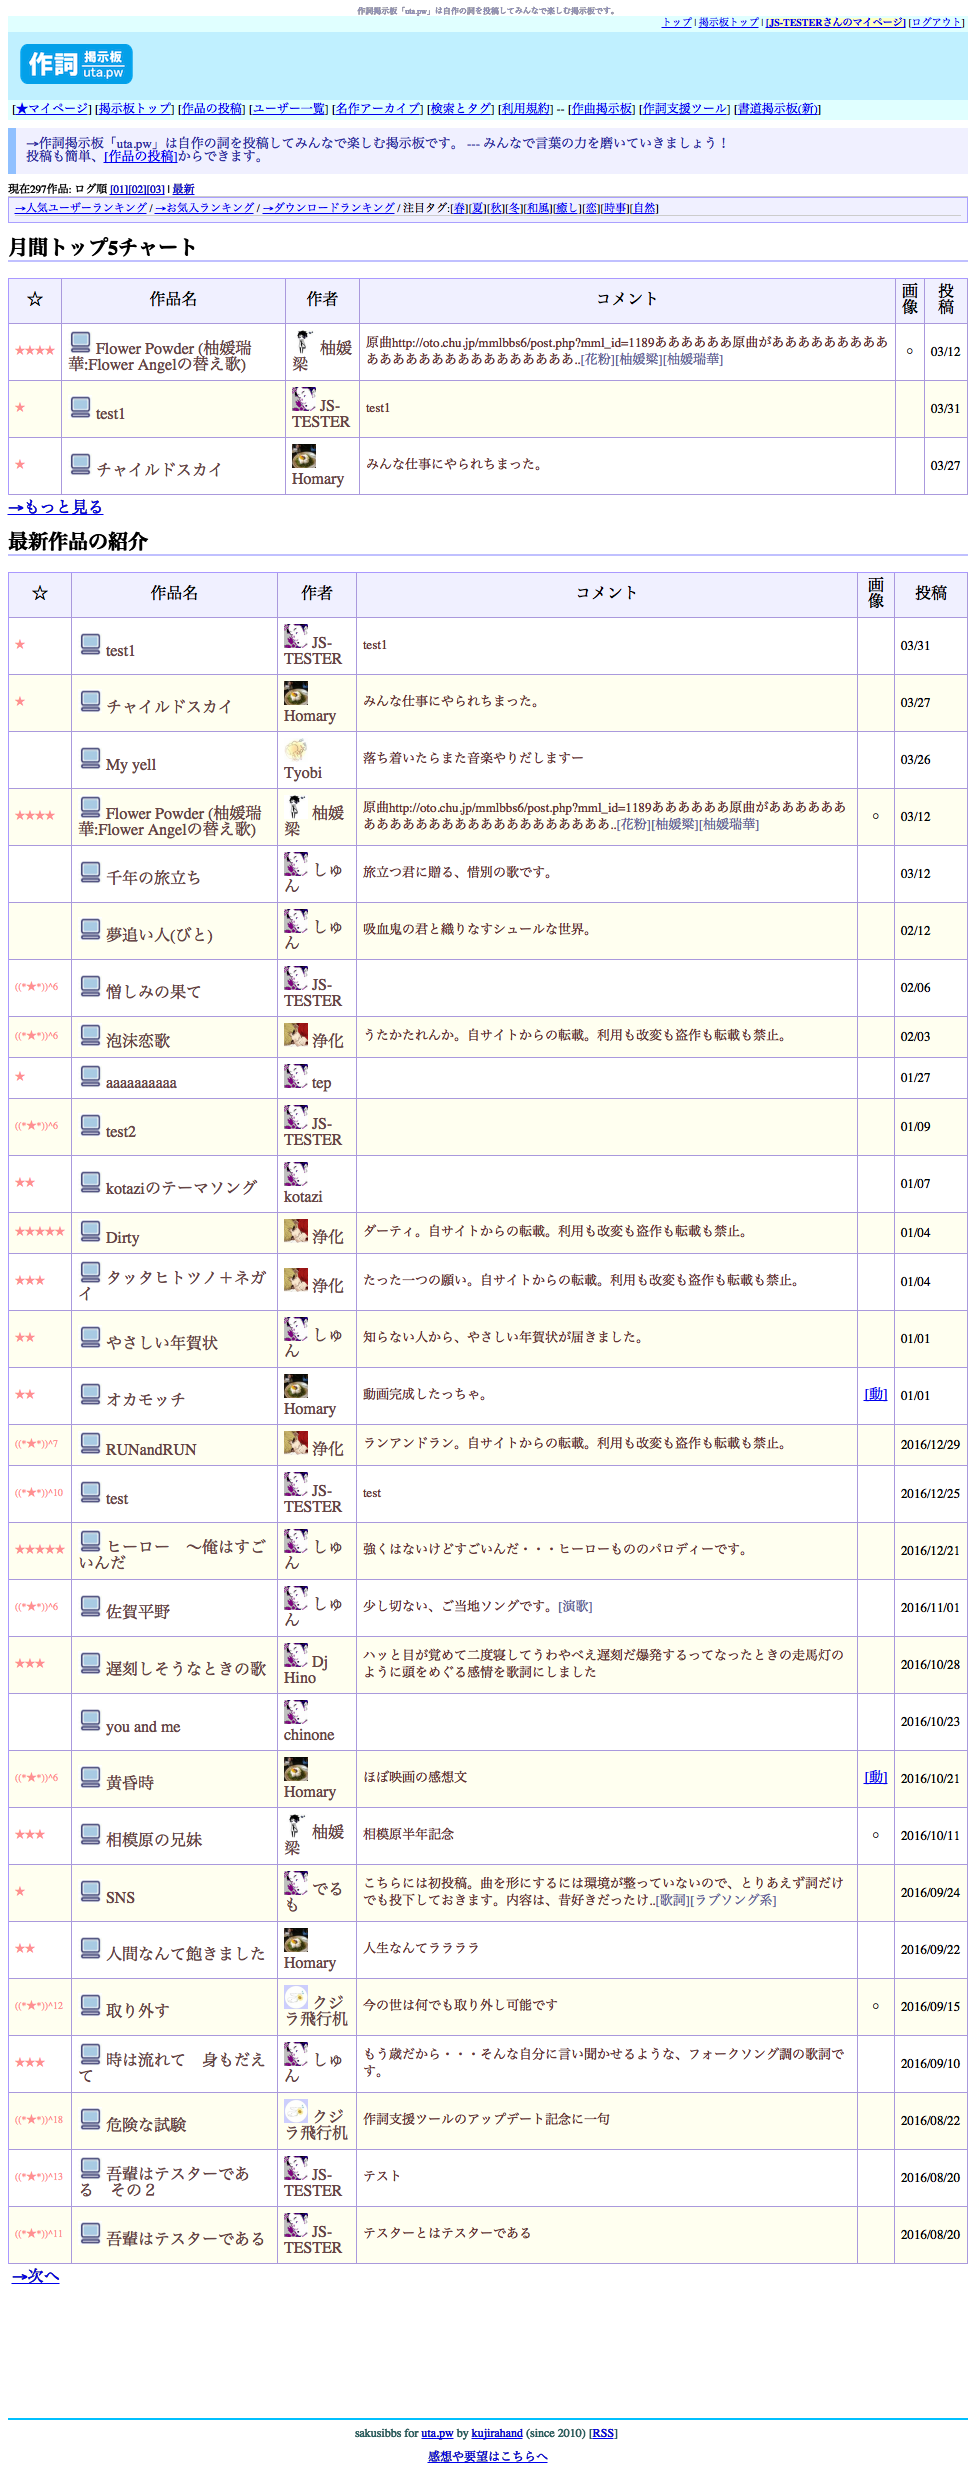 作詞掲示板「uta.pw」は自作の詞を投稿してみんなで楽しむ掲示板です。
トップ | 掲示板トップ | [JS-TESTERさんのマイページ] [ログアウト]
作詞 掲示板 uta.pw
[★マイページ] [掲示板トップ] [作品の投稿] [ユーザー一覧] [名作アーカイブ] [検索とタグ] [利用規約] -- [作曲掲示板] [作詞支援ツール] [書道掲示板(新)]
→作詞掲示板「uta.pw」は自作の詞を投稿してみんなで楽しむ掲示板です。 --- みんなで言葉の力を磨いていきましょう！
投稿も簡単、[作品の投稿]からできます。
現在297作品: ログ順 [01][02][03] | 最新
→人気ユーザーランキング / →お気入ランキング / →ダウンロードランキング / 注目タグ:[春][夏][秋][冬][和風][癒し][恋][時事][自然]
月間トップ5チャート
☆ 作品名 作者 コメント 画像 投稿
★★★★ Flower Powder (柚媛瑞華:Flower Angelの替え歌) 柚媛梁 原曲http://oto.chu.jp/mmlbbs6/post.php?mml_id=1189ああああああ原曲がああああああああああああああああああああああああああ..[花粉][柚媛粱][柚媛瑞華] ○ 03/12
★ test1 JS-TESTER test1 03/31
★ チャイルドスカイ Homary みんな仕事にやられちまった。 03/27
→もっと見る
最新作品の紹介
☆ 作品名 作者 コメント 画像 投稿
★ test1 JS-TESTER test1 03/31
★ チャイルドスカイ Homary みんな仕事にやられちまった。 03/27
My yell Tyobi 落ち着いたらまた音楽やりだしますー 03/26
★★★★ Flower Powder (柚媛瑞華:Flower Angelの替え歌) 柚媛梁 原曲http://oto.chu.jp/mmlbbs6/post.php?mml_id=1189ああああああ原曲がああああああああああああああああああああああああああ..[花粉][柚媛粱][柚媛瑞華] ○ 03/12
千年の旅立ち しゅん 旅立つ君に贈る、惜別の歌です。 03/12
夢追い人(びと) しゅん 吸血鬼の君と織りなすシュールな世界。 02/12
((*★*))^6 憎しみの果て JS-TESTER 02/06
((*★*))^6 泡沫恋歌 浄化 うたかたれんか。自サイトからの転載。利用も改変も盗作も転載も禁止。 02/03
★ aaaaaaaaaa tep 01/27
((*★*))^6 test2 JS-TESTER 01/09
★★ kotaziのテーマソング kotazi 01/07
★★★★★ Dirty 浄化 ダーティ。自サイトからの転載。利用も改変も盗作も転載も禁止。 01/04
★★★ タッタヒトツノ＋ネガイ 浄化 たった一つの願い。自サイトからの転載。利用も改変も盗作も転載も禁止。 01/04
★★ やさしい年賀状 しゅん 知らない人から、やさしい年賀状が届きました。 01/01
★★ オカモッチ Homary 動画完成したっちゃ。 [動] 01/01
((*★*))^7 RUNandRUN 浄化 ランアンドラン。自サイトからの転載。利用も改変も盗作も転載も禁止。 2016/12/29
((*★*))^10 test JS-TESTER test 2016/12/25
★★★★★ ヒーロー　～俺はすごいんだ しゅん 強くはないけどすごいんだ・・・ヒーローもののパロディーです。 2016/12/21
((*★*))^6 佐賀平野 しゅん 少し切ない、ご当地ソングです。[演歌] 2016/11/01
★★★ 遅刻しそうなときの歌 Dj Hino ハッと目が覚めて二度寝してうわやべえ遅刻だ爆発するってなったときの走馬灯のように頭をめぐる感情を歌詞にしました 2016/10/28
you and me chinone 2016/10/23
((*★*))^6 黄昏時 Homary ほぼ映画の感想文 [動] 2016/10/21
★★★ 相模原の兄妹 柚媛梁 相模原半年記念 ○ 2016/10/11
★ SNS でるも こちらには初投稿。曲を形にするには環境が整っていないので、とりあえず詞だけでも投下しておきます。内容は、昔好きだったけ..[歌詞][ラブソング系] 2016/09/24
★★ 人間なんて飽きました Homary 人生なんてララララ 2016/09/22
((*★*))^12 取り外す クジラ飛行机 今の世は何でも取り外し可能です ○ 2016/09/15
★★★ 時は流れて　身もだえて しゅん もう歳だから・・・そんな自分に言い聞かせるような、フォークソング調の歌詞です。 2016/09/10
((*★*))^18 危険な試験 クジラ飛行机 作詞支援ツールのアップデート記念に一句 2016/08/22
((*★*))^13 吾輩はテスターである　その２ JS-TESTER テスト 2016/08/20
((*★*))^11 吾輩はテスターである JS-TESTER テスターとはテスターである 2016/08/20
→次へ
sakusibbs for uta.pw by kujirahand (since 2010) [RSS]
感想や要望はこちらへ